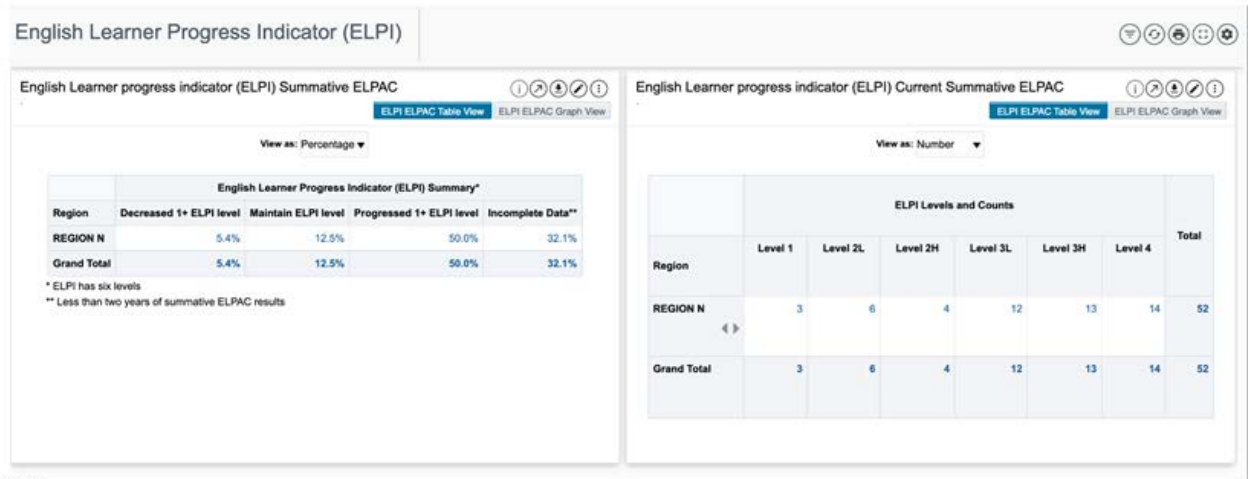 English Learner Progress Indicator (ELPI)
English Learner progress indicator (ELPI) Summative ELPAC
ELPI ELPAC Table View ELPI ELPAC Graph View
View as: Percentage
English Learner Progress Indicator (ELPI) Summary*
Region Decreased 1+ ELPI level Maintain ELPI level Progressed 1+ ELPI level Incomplete Data**
REGION N 5.4% 12.5% 50.0% 32.1%
Grand Total 5.4% 12.5% 50.0% 32.1%
* ELPI has six levels
** Less than two years of summative ELPAC results
English Learner progress indicator (ELPI) Current Summative ELPAC
ELPI ELPAC Table View ELPI ELPAC Graph View
View as: Number
ELPI Levels and Counts
Total
Level 1 Level 2L Level 2H Level 3L Level 3H Level 4
Region
REGION N 3 6 4 12 13 14 52
Grand Total 3 6 4 12 13 14 52